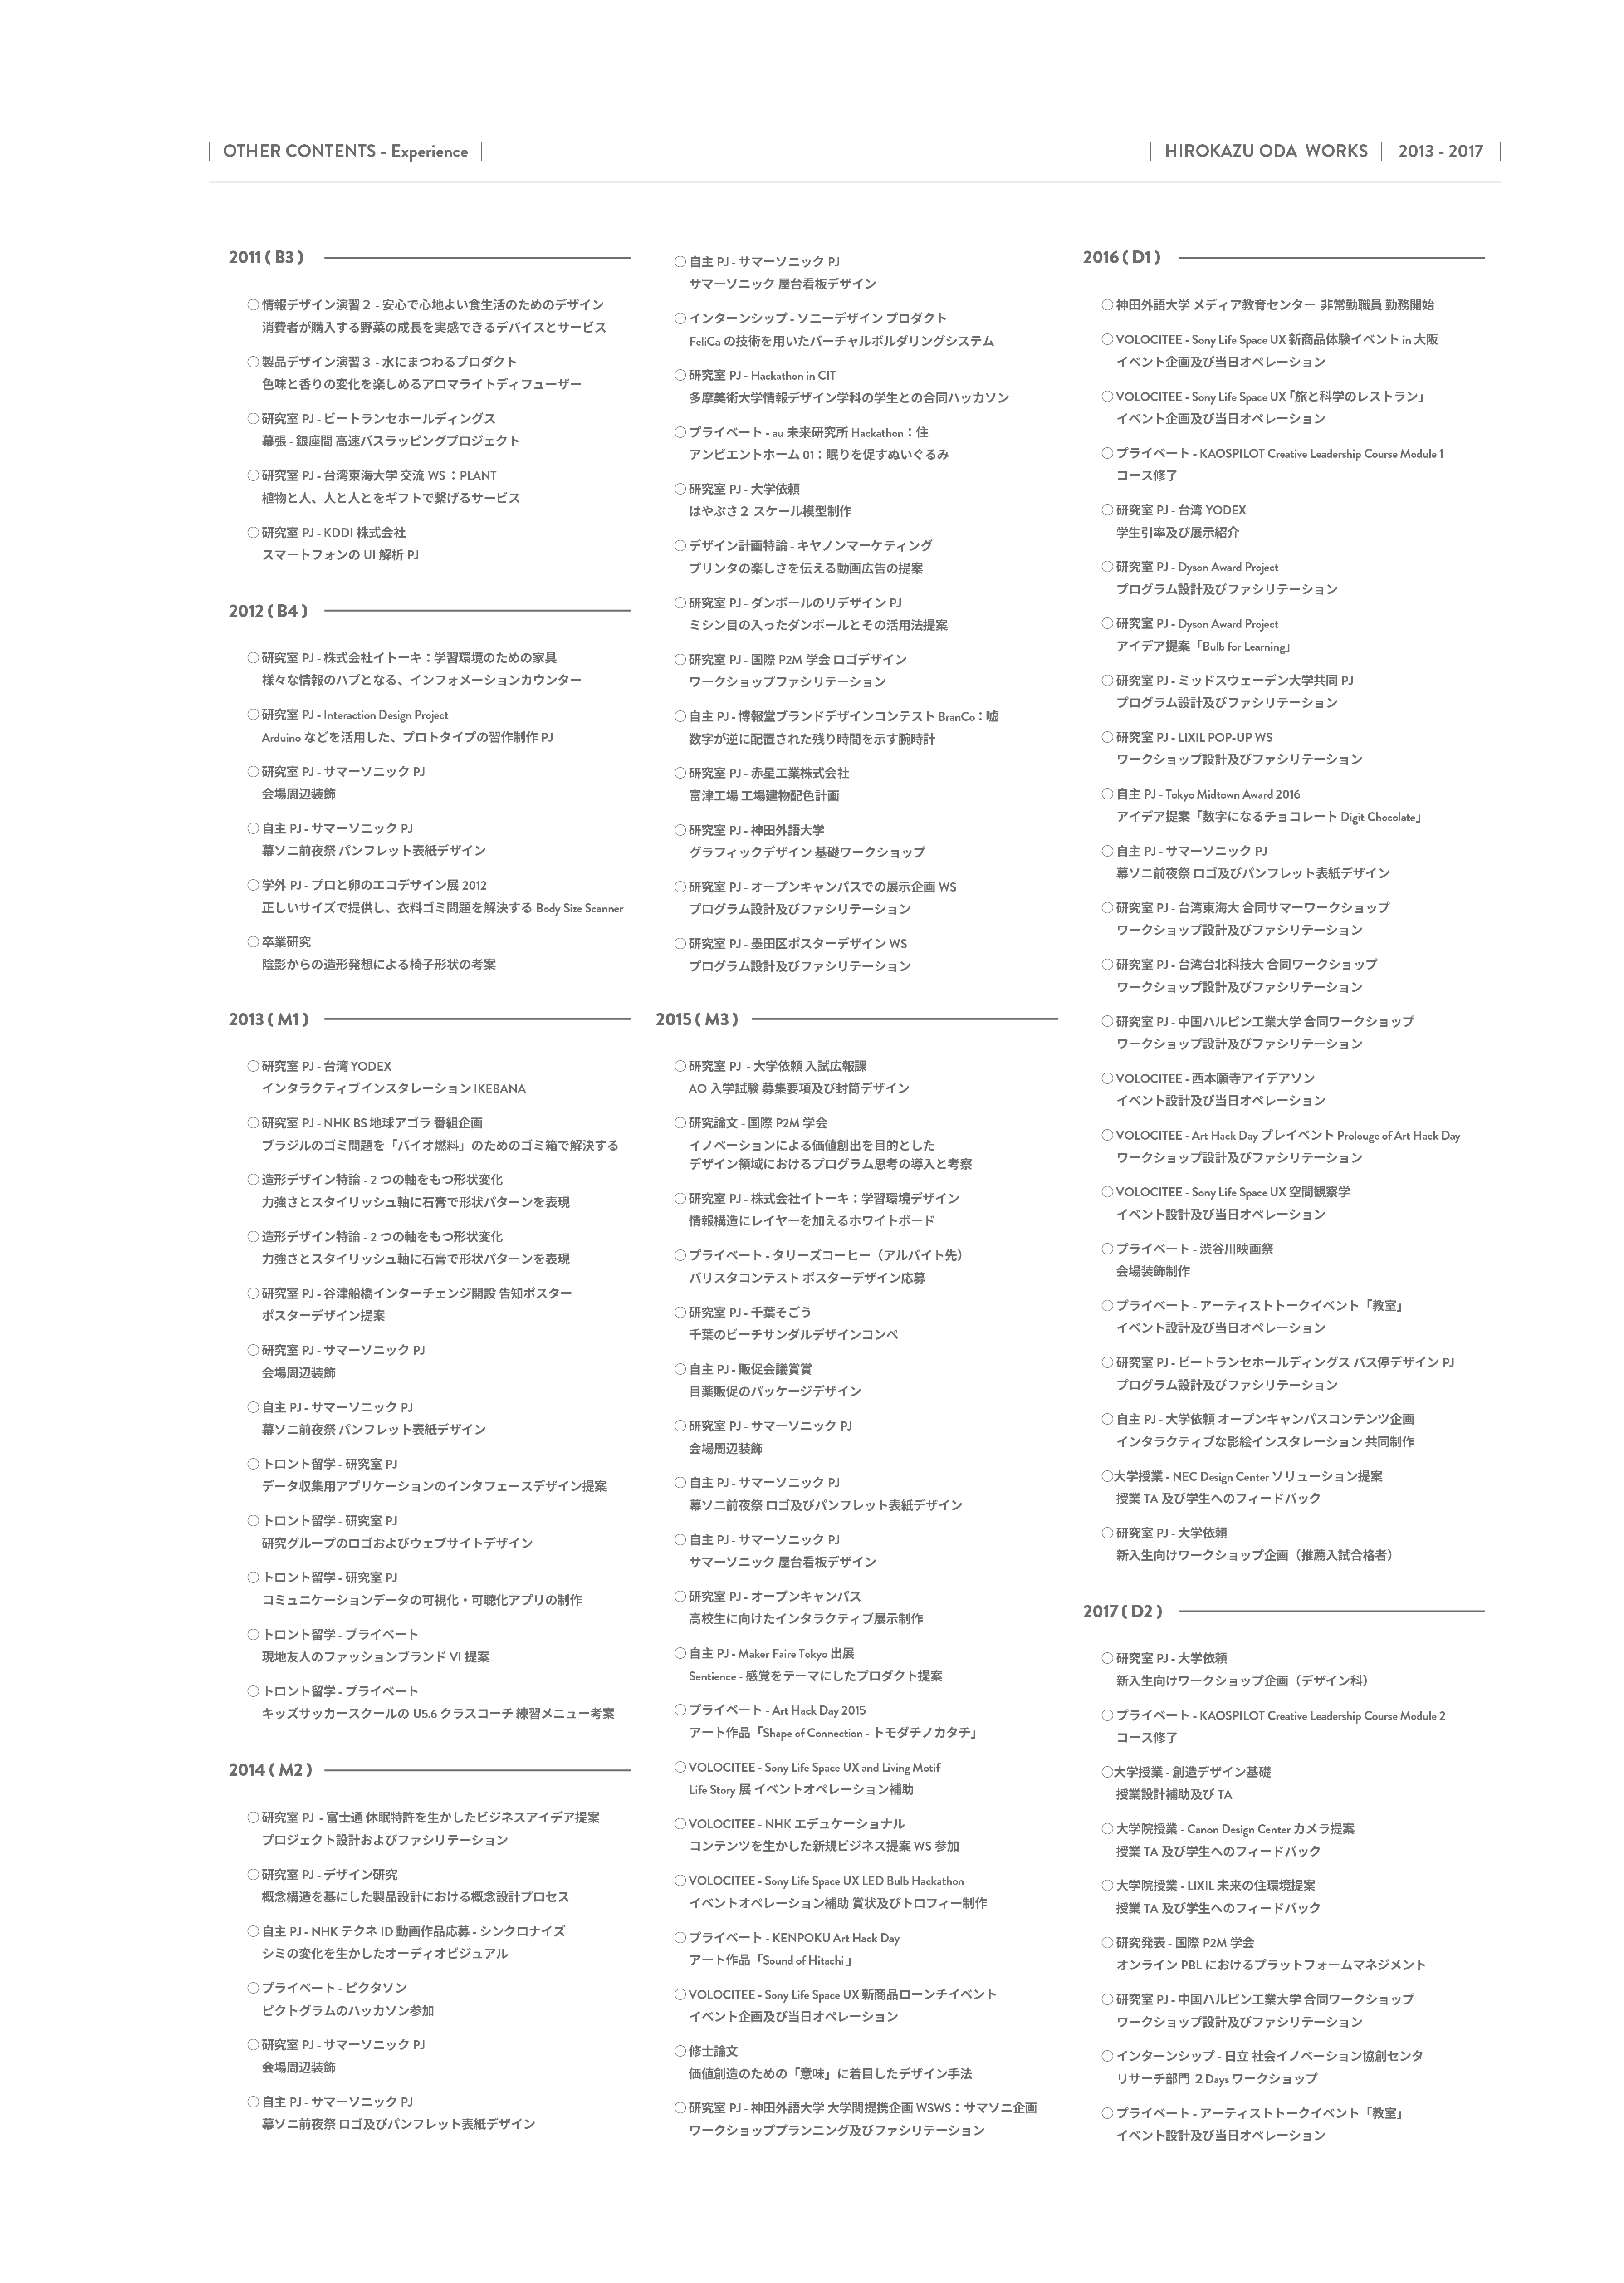 OTHER CONTENTS - Experience
HIROKAZU ODA WORKS
2013 - 2017
2011 ( B3 )
○ 情報デザイン演習２ - 安心で心地よい食生活のためのデザイン
消費者が購入する野菜の成長を実感できるデバイスとサービス
○ 製品デザイン演習３ - 水にまつわるプロダクト
色味と香りの変化を楽しめるアロマライトディフューザー
○ 研究室 PJ - ビートランセホールディングス
幕張 - 銀座間 高速バスラッピングプロジェクト
○ 研究室 PJ - 台湾東海大学 交流 WS ：PLANT
植物と人、人と人とをギフトで繋げるサービス
○ 研究室 PJ - KDDI 株式会社
スマートフォンの UI 解析 PJ
2012 ( B4 )
○ 研究室 PJ - 株式会社イトーキ：学習環境のための家具
様々な情報のハブとなる、インフォメーションカウンター
○ 研究室 PJ - Interaction Design Project
Arduino などを活用した、プロトタイプの習作制作 PJ
○ 研究室 PJ - サマーソニック PJ
会場周辺装飾
○ 自主 PJ - サマーソニック PJ
幕ソニ前夜祭 パンフレット表紙デザイン
○ 学外 PJ - プロと卵のエコデザイン展 2012
正しいサイズで提供し、衣料ゴミ問題を解決する Body Size Scanner
○ 卒業研究
陰影からの造形発想による椅子形状の考案
2013 ( M1 )
○ 研究室 PJ - 台湾 YODEX
インタラクティブインスタレーション IKEBANA
○ 研究室 PJ - NHK BS 地球アゴラ 番組企画
ブラジルのゴミ問題を「バイオ燃料」のためのゴミ箱で解決する
○ 造形デザイン特論 - 2 つの軸をもつ形状変化
力強さとスタイリッシュ軸に石膏で形状パターンを表現
○ 造形デザイン特論 - 2 つの軸をもつ形状変化
力強さとスタイリッシュ軸に石膏で形状パターンを表現
○ 研究室 PJ - 谷津船橋インターチェンジ開設 告知ポスター
ポスターデザイン提案
○ 研究室 PJ - サマーソニック PJ
会場周辺装飾
○ 自主 PJ - サマーソニック PJ
幕ソニ前夜祭 パンフレット表紙デザイン
○ トロント留学 - 研究室 PJ
データ収集用アプリケーションのインタフェースデザイン提案
○ トロント留学 - 研究室 PJ
研究グループのロゴおよびウェブサイトデザイン
○ トロント留学 - 研究室 PJ
コミュニケーションデータの可視化・可聴化アプリの制作
○ トロント留学 - プライベート
現地友人のファッションブランド VI 提案
○ トロント留学 - プライベート
キッズサッカースクールの U5.6 クラスコーチ 練習メニュー考案
2014 ( M2 )
○ 研究室 PJ - 富士通 休眠特許を生かしたビジネスアイデア提案
プロジェクト設計およびファシリテーション
○ 研究室 PJ - デザイン研究
概念構造を基にした製品設計における概念設計プロセス
○ 自主 PJ - NHK テクネ ID 動画作品応募 - シンクロナイズ
シミの変化を生かしたオーディオビジュアル
○ プライベート - ピクタソン
ピクトグラムのハッカソン参加
○ 研究室 PJ - サマーソニック PJ
会場周辺装飾
○ 自主 PJ - サマーソニック PJ
幕ソニ前夜祭 ロゴ及びパンフレット表紙デザイン
○ 自主 PJ - サマーソニック PJ
サマーソニック 屋台看板デザイン
○ インターンシップ - ソニーデザイン プロダクト
FeliCa の技術を用いたバーチャルボルダリングシステム
○ 研究室 PJ - Hackathon in CIT
多摩美術大学情報デザイン学科の学生との合同ハッカソン
○ プライベート - au 未来研究所 Hackathon：住
アンビエントホーム 01：眠りを促すぬいぐるみ
○ 研究室 PJ - 大学依頼
はやぶさ２ スケール模型制作
○ デザイン計画特論 - キヤノンマーケティング
プリンタの楽しさを伝える動画広告の提案
○ 研究室 PJ - ダンボールのリデザイン PJ
ミシン目の入ったダンボールとその活用法提案
○ 研究室 PJ - 国際 P2M 学会 ロゴデザイン
ワークショップファシリテーション
○ 自主 PJ - 博報堂ブランドデザインコンテスト BranCo：嘘
数字が逆に配置された残り時間を示す腕時計
○ 研究室 PJ - 赤星工業株式会社
富津工場 工場建物配色計画
○ 研究室 PJ - 神田外語大学
グラフィックデザイン 基礎ワークショップ
○ 研究室 PJ - オープンキャンパスでの展示企画 WS
プログラム設計及びファシリテーション
○ 研究室 PJ - 墨田区ポスターデザイン WS
プログラム設計及びファシリテーション
2015 ( M3 )
○ 研究室 PJ - 大学依頼 入試広報課
AO 入学試験 募集要項及び封筒デザイン
○ 研究論文 - 国際 P2M 学会
イノベーションによる価値創出を目的とした
デザイン領域におけるプログラム思考の導入と考察
○ 研究室 PJ - 株式会社イトーキ：学習環境デザイン
情報構造にレイヤーを加えるホワイトボード
○ プライベート - タリーズコーヒー（アルバイト先）
バリスタコンテスト ポスターデザイン応募
○ 研究室 PJ - 千葉そごう
千葉のビーチサンダルデザインコンペ
○ 自主 PJ - 販促会議賞賞
目薬販促のパッケージデザイン
○ 研究室 PJ - サマーソニック PJ
会場周辺装飾
○ 自主 PJ - サマーソニック PJ
幕ソニ前夜祭 ロゴ及びパンフレット表紙デザイン
○ 自主 PJ - サマーソニック PJ
サマーソニック 屋台看板デザイン
○ 研究室 PJ - オープンキャンパス
高校生に向けたインタラクティブ展示制作
○ 自主 PJ - Maker Faire Tokyo 出展
Sentience - 感覚をテーマにしたプロダクト提案
○ プライベート - Art Hack Day 2015
アート作品「Shape of Connection - トモダチノカタチ」
○ VOLOCITEE - Sony Life Space UX and Living Motif
Life Story 展 イベントオペレーション補助
○ VOLOCITEE - NHK エデュケーショナル
コンテンツを生かした新規ビジネス提案 WS 参加
○ VOLOCITEE - Sony Life Space UX LED Bulb Hackathon
イベントオペレーション補助 賞状及びトロフィー制作
○ プライベート - KENPOKU Art Hack Day
アート作品「Sound of Hitachi 」
○ VOLOCITEE - Sony Life Space UX 新商品ローンチイベント
イベント企画及び当日オペレーション
○ 修士論文
価値創造のための「意味」に着目したデザイン手法
○ 研究室 PJ - 神田外語大学 大学間提携企画 WSWS：サマソニ企画
ワークショッププランニング及びファシリテーション
2016 ( D1 )
○ 神田外語大学 メディア教育センター 非常勤職員 勤務開始
○ VOLOCITEE - Sony Life Space UX 新商品体験イベント in 大阪
イベント企画及び当日オペレーション
○ VOLOCITEE - Sony Life Space UX「旅と科学のレストラン」
イベント企画及び当日オペレーション
○ プライベート - KAOSPILOT Creative Leadership Course Module 1
コース修了
○ 研究室 PJ - 台湾 YODEX
学生引率及び展示紹介
○ 研究室 PJ - Dyson Award Project
プログラム設計及びファシリテーション
○ 研究室 PJ - Dyson Award Project
アイデア提案「Bulb for Learning」
○ 研究室 PJ - ミッドスウェーデン大学共同 PJ
プログラム設計及びファシリテーション
○ 研究室 PJ - LIXIL POP-UP WS
ワークショップ設計及びファシリテーション
○ 自主 PJ - Tokyo Midtown Award 2016
アイデア提案「数字になるチョコレート Digit Chocolate」
○ 自主 PJ - サマーソニック PJ
幕ソニ前夜祭 ロゴ及びパンフレット表紙デザイン
○ 研究室 PJ - 台湾東海大 合同サマーワークショップ
ワークショップ設計及びファシリテーション
○ 研究室 PJ - 台湾台北科技大 合同ワークショップ
ワークショップ設計及びファシリテーション
○ 研究室 PJ - 中国ハルピン工業大学 合同ワークショップ
ワークショップ設計及びファシリテーション
○ VOLOCITEE - 西本願寺アイデアソン
イベント設計及び当日オペレーション
○ VOLOCITEE - Art Hack Day プレイベント Prolouge of Art Hack Day
ワークショップ設計及びファシリテーション
○ VOLOCITEE - Sony Life Space UX 空間観察学
イベント設計及び当日オペレーション
○ プライベート - 渋谷川映画祭
会場装飾制作
○ プライベート - アーティストトークイベント「教室」
イベント設計及び当日オペレーション
○ 研究室 PJ - ビートランセホールディングス バス停デザイン PJ
プログラム設計及びファシリテーション
○ 自主 PJ - 大学依頼 オープンキャンパスコンテンツ企画
インタラクティブな影絵インスタレーション 共同制作
○大学授業 - NEC Design Center ソリューション提案
授業 TA 及び学生へのフィードバック
○ 研究室 PJ - 大学依頼
新入生向けワークショップ企画（推薦入試合格者）
2017 ( D2 )
○ 研究室 PJ - 大学依頼
新入生向けワークショップ企画（デザイン科）
○ プライベート - KAOSPILOT Creative Leadership Course Module 2
コース修了
○大学授業 - 創造デザイン基礎
授業設計補助及び TA
○ 大学院授業 - Canon Design Center カメラ提案
授業 TA 及び学生へのフィードバック
○ 大学院授業 - LIXIL 未来の住環境提案
授業 TA 及び学生へのフィードバック
○ 研究発表 - 国際 P2M 学会
オンライン PBL におけるプラットフォームマネジメント
○ 研究室 PJ - 中国ハルピン工業大学 合同ワークショップ
ワークショップ設計及びファシリテーション
○ インターンシップ - 日立 社会イノベーション協創センタ
リサーチ部門 ２Days ワークショップ
○ プライベート - アーティストトークイベント「教室」
イベント設計及び当日オペレーション